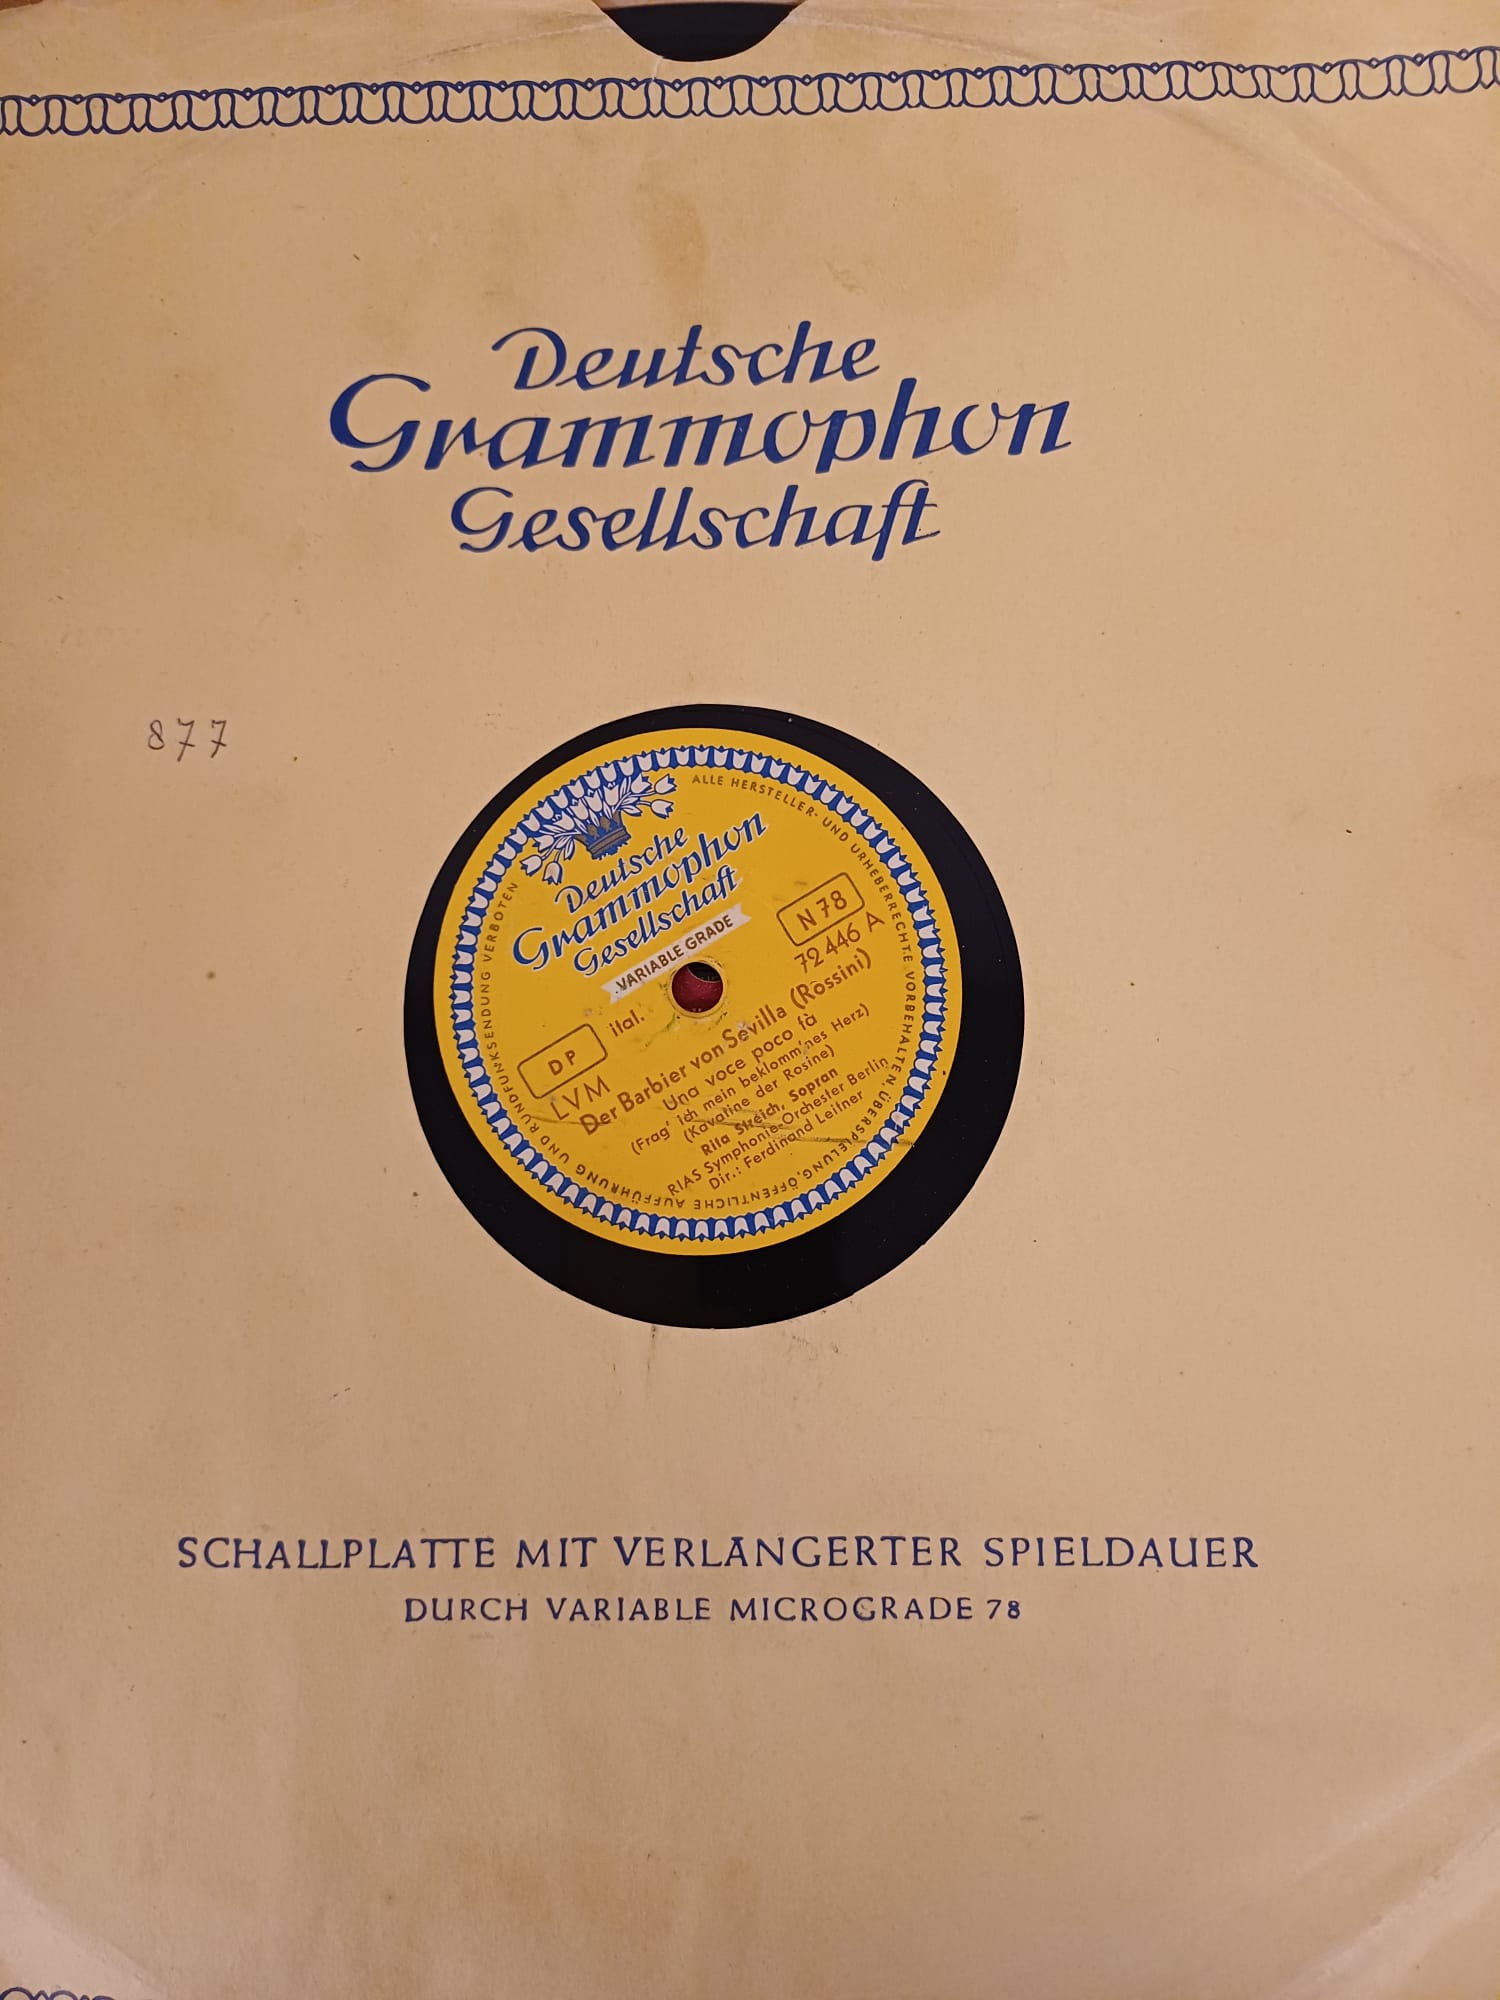 Deutsche
Grammophon
Gesellschaft
877
ALLE HERSTELLER- UND URHEBERRECHTE VORBEHALTEN, ÜBERSPIELUNG, ÖFFENTLICHE AUFFÜHRUNG UND RUNDFUNKSENDUNG VERBOTEN
Deutsche
Grammophon
Gesellschaft
VARIABLE GRADE
N 78
72446 A
DP
ital.
LVM
Der Barbier von Sevilla (Rossini)
Una voce poco fà
(Frag' ich mein beklomm'nes Herz)
(Kavatine der Rosine)
Rita Streich, Sopran
RIAS Symphonie-Orchester Berlin
Dir.: Ferdinand Leitner
SCHALLPLATTE MIT VERLÄNGERTER SPIELDAUER
DURCH VARIABLE MICROGRADE 78